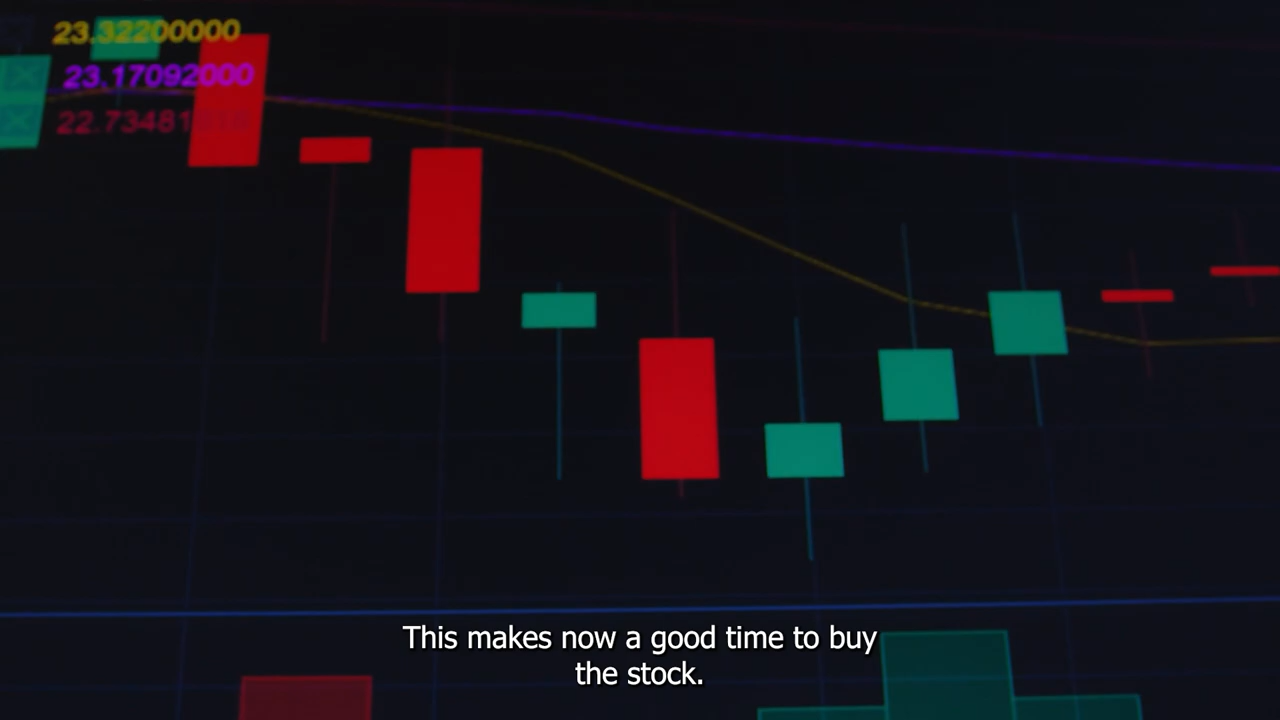 23.32200000
23.17092000
This makes now a good time to buy
the stock.